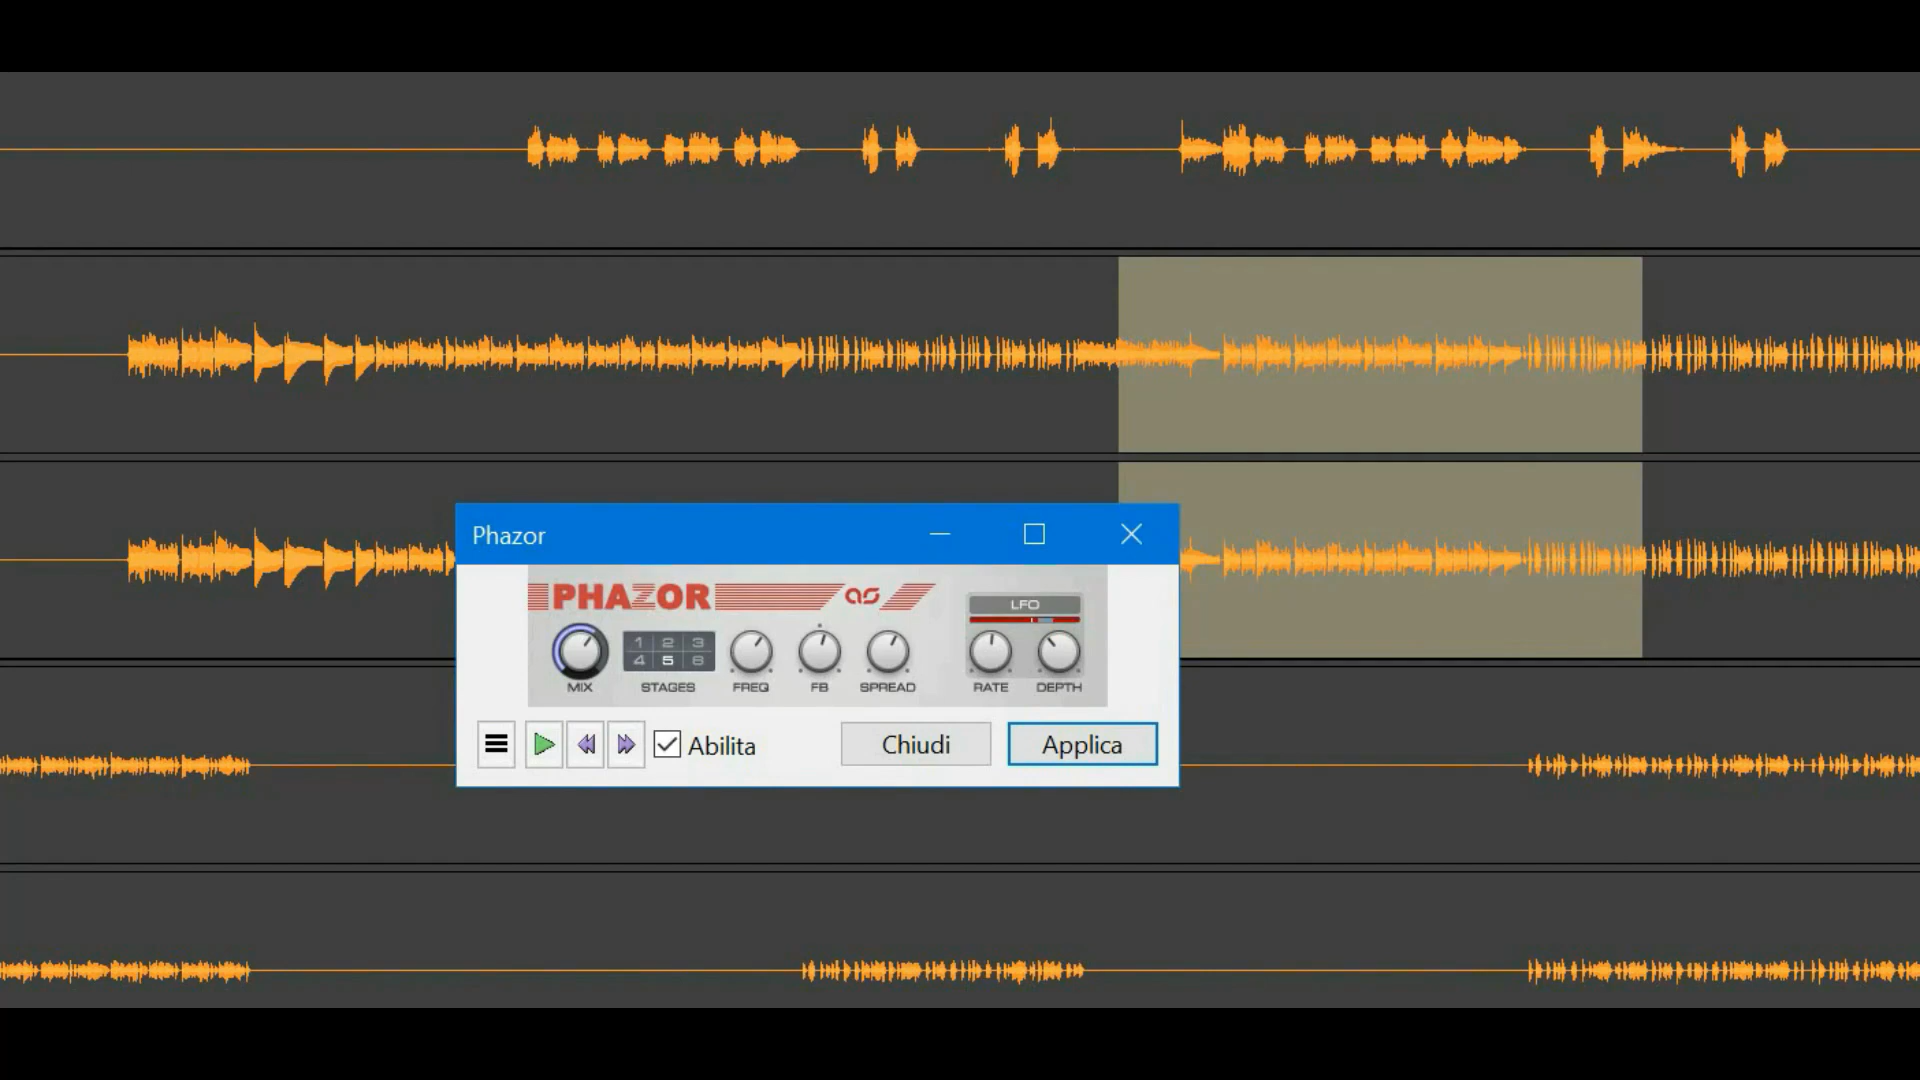 Phazor
PHAZOR as
LFO
1 2 3
4 5 6
MIX STAGES FREQ FB SPREAD RATE DEPTH
Abilita Chiudi Applica